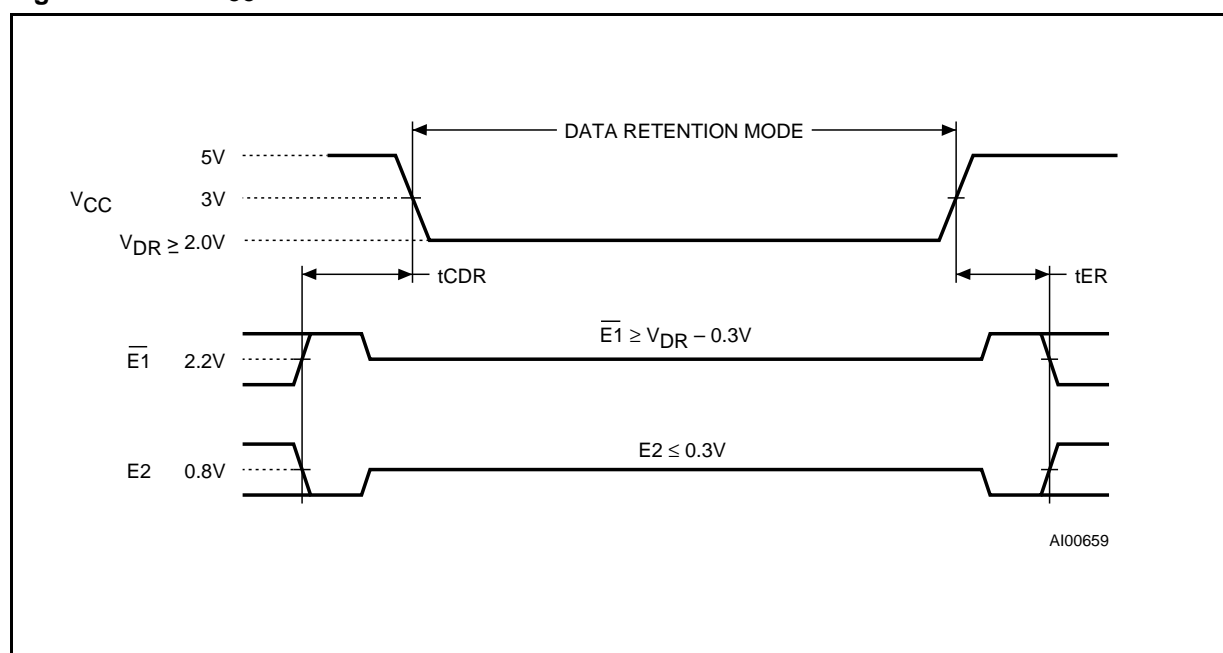 DATA RETENTION MODE
5V
VCC 3V
VDR ≥ 2.0V
tCDR
tER
E1 ≥ VDR – 0.3V
E1 2.2V
E2 ≤ 0.3V
E2 0.8V
AI00659